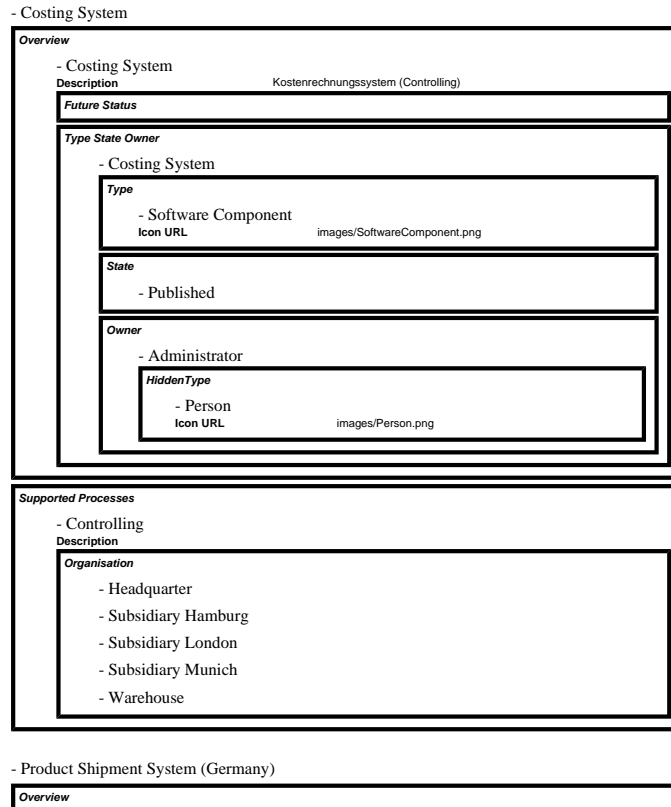 - Costing System
Overview
- Costing System
Description Kostenrechnungssystem (Controlling)
Future Status
Type State Owner
- Costing System
Type
- Software Component
Icon URL images/SoftwareComponent.png
State
- Published
Owner
- Administrator
HiddenType
- Person
Icon URL images/Person.png
Supported Processes
- Controlling
Description
Organisation
- Headquarter
- Subsidiary Hamburg
- Subsidiary London
- Subsidiary Munich
- Warehouse
- Product Shipment System (Germany)
Overview